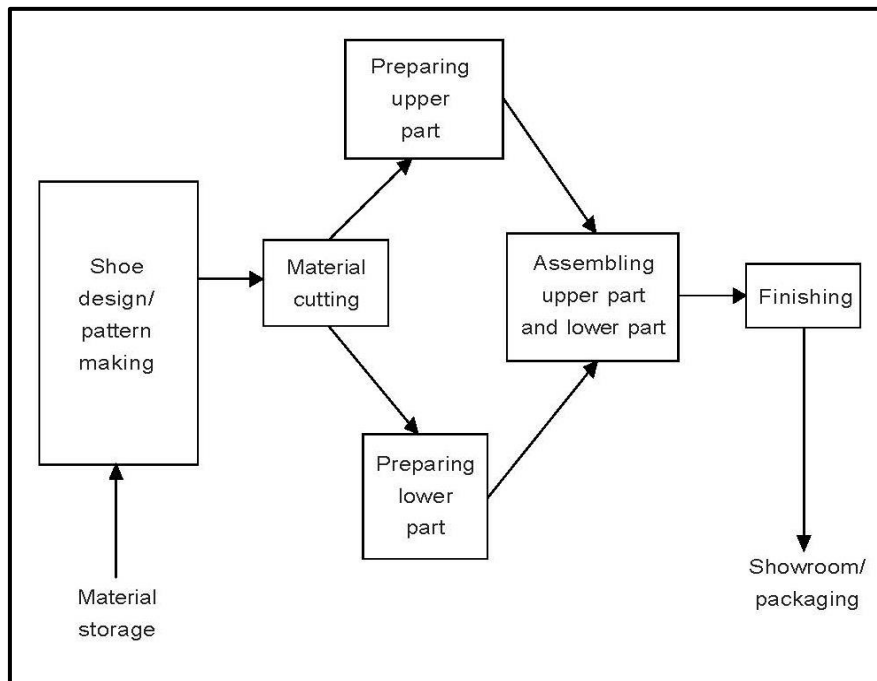 Preparing
upper
part
Shoe
design/
pattern
making
Material
cutting
Assembling
upper part
and lower part
Finishing
Preparing
lower
part
Material
storage
Showroom/
packaging